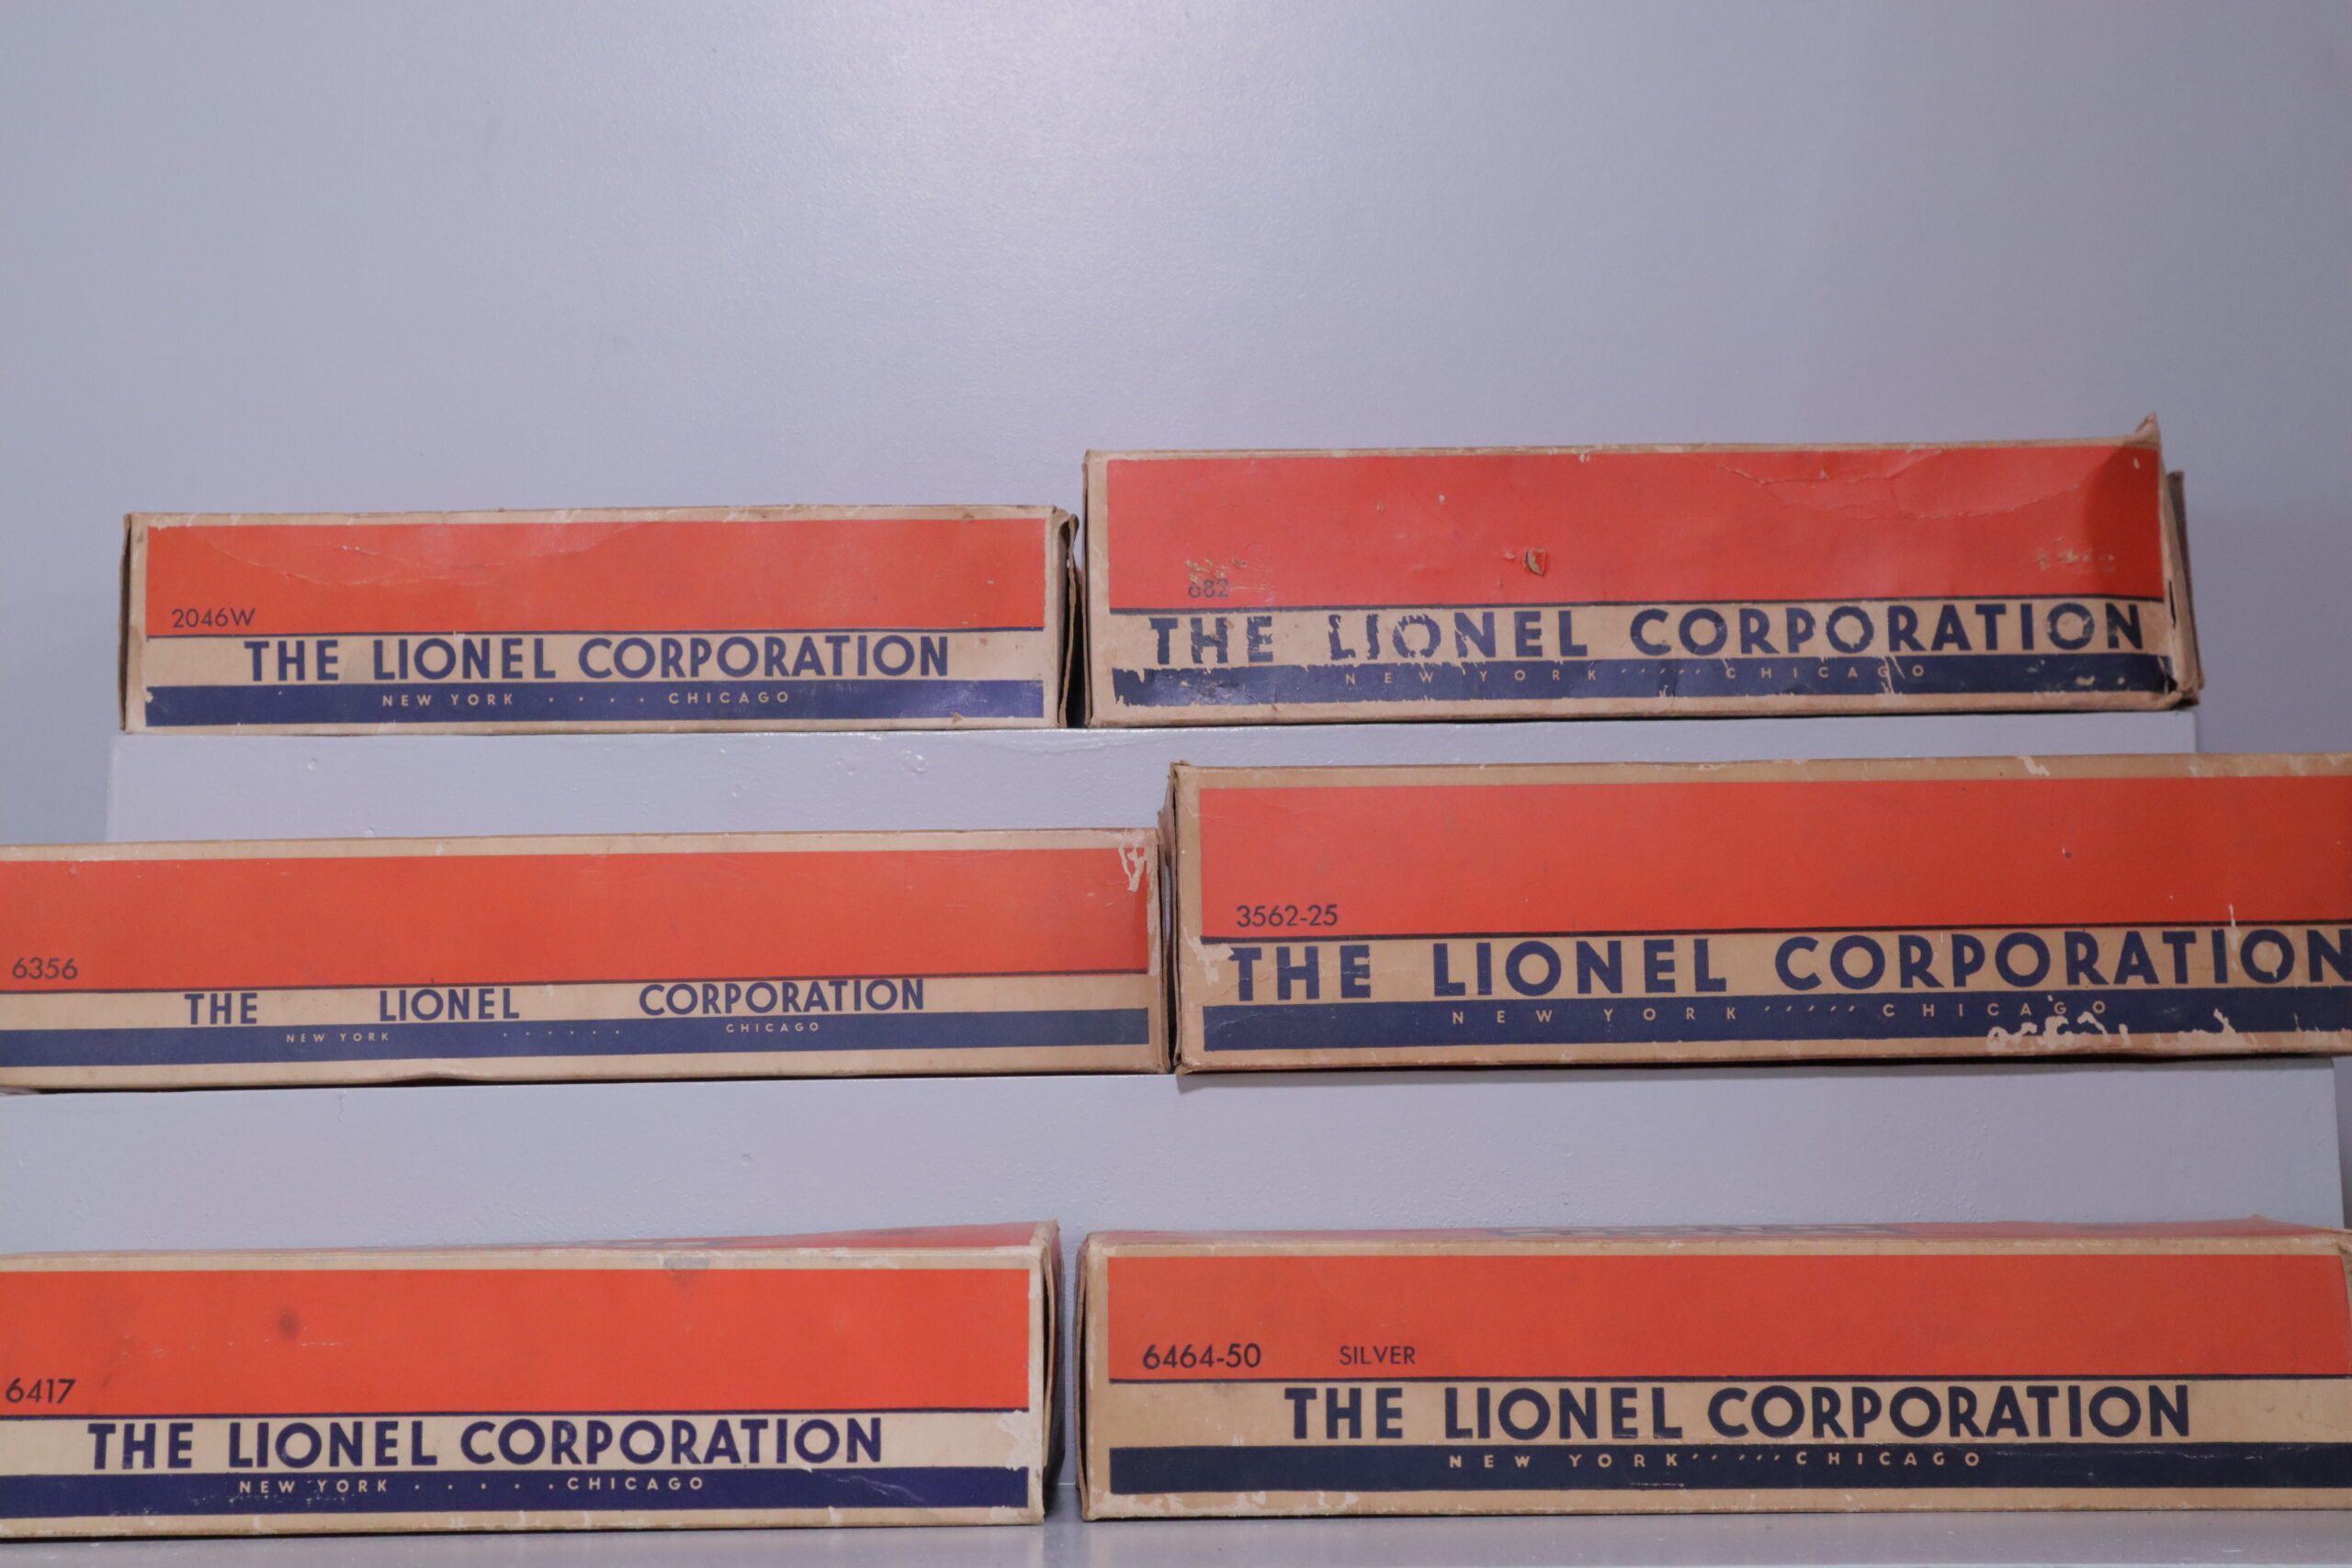 2046W
THE LIONEL CORPORATION
NEW YORK . . . . CHICAGO
682
THE LIONEL CORPORATION
NEW YORK ' ' ' ' ' CHICAGO
6356
THE LIONEL CORPORATION
NEW YORK . . . . . . CHICAGO
3562-25
THE LIONEL CORPORATION
NEW YORK ' ' ' ' ' CHICAGO
6417
THE LIONEL CORPORATION
NEW YORK . . . . . CHICAGO
6464-50 SILVER
THE LIONEL CORPORATION
NEW YORK ' ' ' ' ' CHICAGO